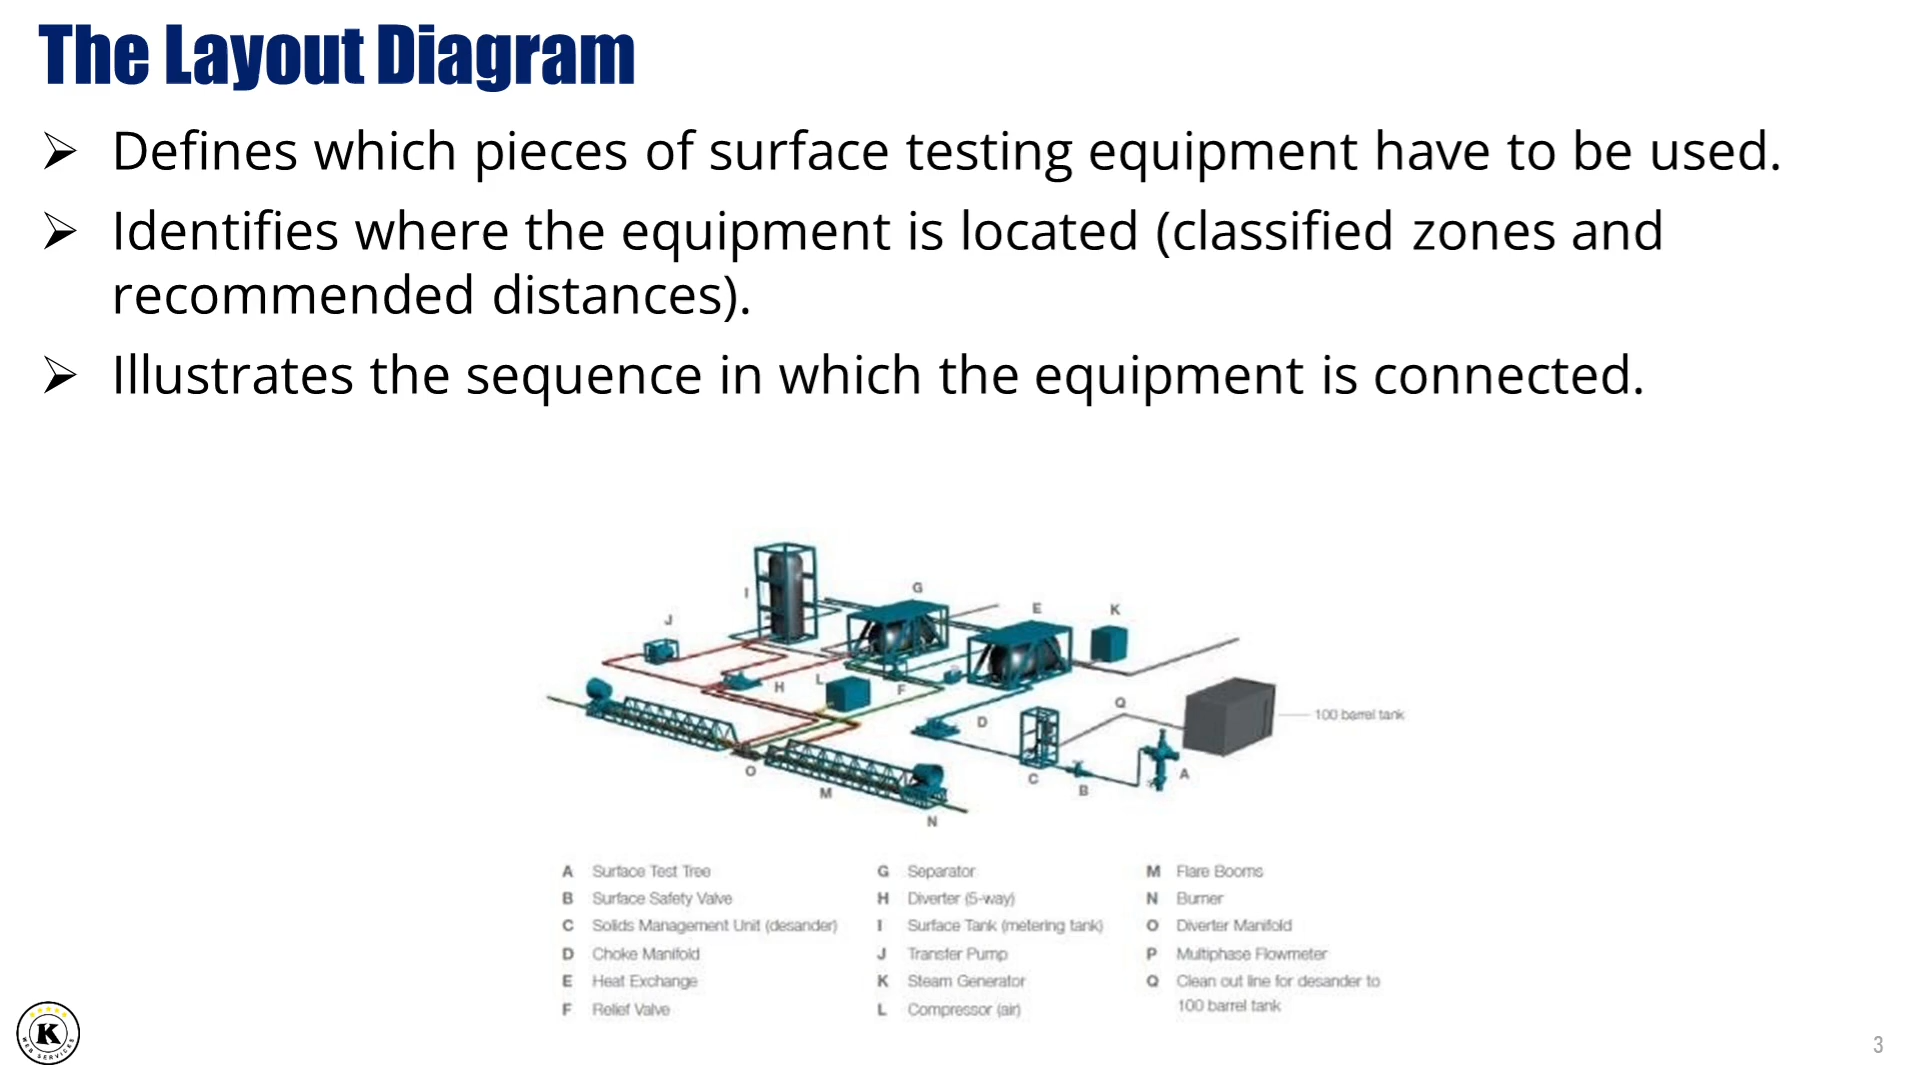 The Layout Diagram
Defines which pieces of surface testing equipment have to be used.
Identifies where the equipment is located (classified zones and
recommended distances).
Illustrates the sequence in which the equipment is connected.
I
G
E
K
J
H
L
F
Q
D
100 barrel tank
O
C
A
M
B
N
A Surface Test Tree
B Surface Safety Valve
C Solids Management Unit (desander)
D Choke Manifold
E Heat Exchange
F Relief Valve
G Separator
H Diverter (5-way)
I Surface Tank (metering tank)
J Transfer Pump
K Steam Generator
L Compressor (air)
M Flare Booms
N Burner
O Diverter Manifold
P Multiphase Flowmeter
Q Clean out line for desander to
100 barrel tank
K
WEB SERVICES
3